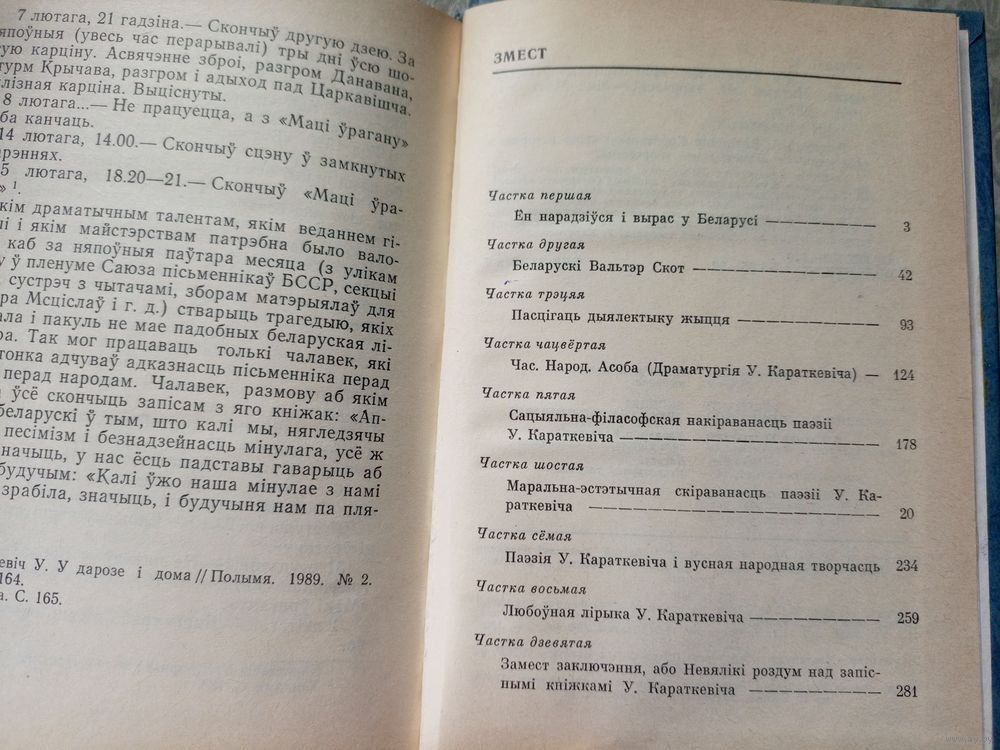 7 лютага, 21 гадзіна.— Скончыў другую дзею. За
няпоўныя (увесь час перарывалі) тры дні ўсю шо-
тую карціну. Асвячэнне зброі, разгром Данавана,
турм Крычава, разгром і адыход пад Царкавішча.
лізная карціна. Выціснуты.
8 лютага...— Не працуецца, а з «Маці ўрагану»
ба канчаць.
14 лютага, 14.00.— Скончыў сцэну ў замкнутых
рэннях.
5 лютага, 18.20—21.— Скончыў «Маці ўра-
» 1.
кім драматычным талентам, якім веданнем гі-
і і якім майстэрствам патрэбна было вало-
каб за няпоўныя паўтара месяца (з улікам
у ў пленуме Саюза пісьменнікаў БССР, секцыі
сустрэч з чытачамі, зборам матэрыялаў для
ра Мсціслаў і г. д.) стварыць трагедыю, якіх
ала і пакуль не мае падобных беларуская лі-
ра. Так мог працаваць толькі чалавек, які
тонка адчуваў адказнасць пісьменніка перад
перад народам. Чалавек, размову аб якім
ўсё скончыць запісам з яго кніжак: «Ап-
беларускі ў тым, што калі мы, нягледзячы
песімізм і безнадзейнасць мінулага, усё ж
значыць, у нас ёсць падставы гаварыць аб
будучым: «Калі ўжо наша мінулае з намі
зрабіла, значыць, і будучыня нам па пля-
евіч У. У дарозе і дома // Полымя. 1989. № 2.
164.
а. С. 165.
ЗМЕСТ
Частка першая
Ён нарадзіўся і вырас у Беларусі — 3
Частка другая
Беларускі Вальтэр Скот — 42
Частка трэцяя
Пасцігаць дыялектыку жыцця — 93
Частка чацвёртая
Час. Народ. Асоба (Драматургія У. Караткевіча) — 124
Частка пятая
Сацыяльна-філасофская накіраванасць паэзіі
У. Караткевіча — 178
Частка шостая
Маральна-эстэтычная скіраванасць паэзіі У. Ка-
раткевіча — 20
Частка сёмая
Паэзія У. Караткевіча і вусная народная творчасць 234
Частка восьмая
Любоўная лірыка У. Караткевіча — 259
Частка дзевятая
Замест заключэння, або Невялікі роздум над запіс-
нымі кніжкамі У. Караткевіча — 281